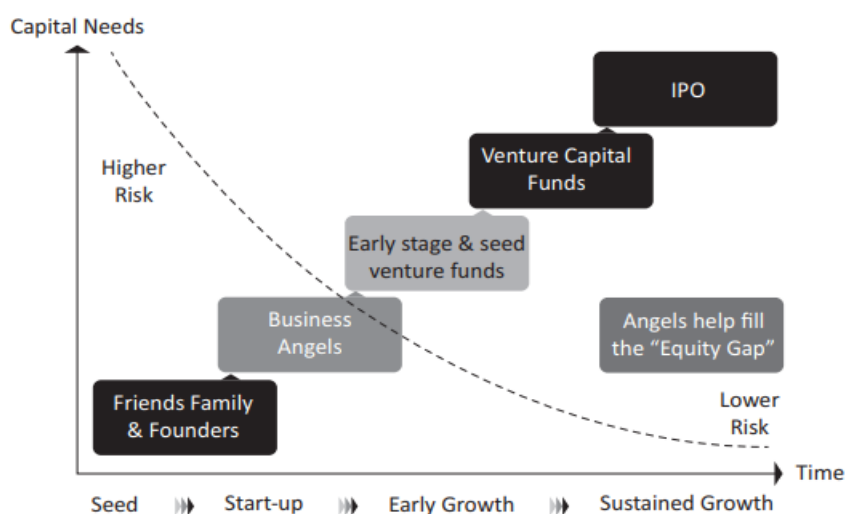 Capital Needs
IPO
Higher
Risk
Venture Capital
Funds
Early stage & seed
venture funds
Business
Angels
Angels help fill
the “Equity Gap”
Friends Family
& Founders
Lower
Risk
Time
Seed
Start-up
Early Growth
Sustained Growth